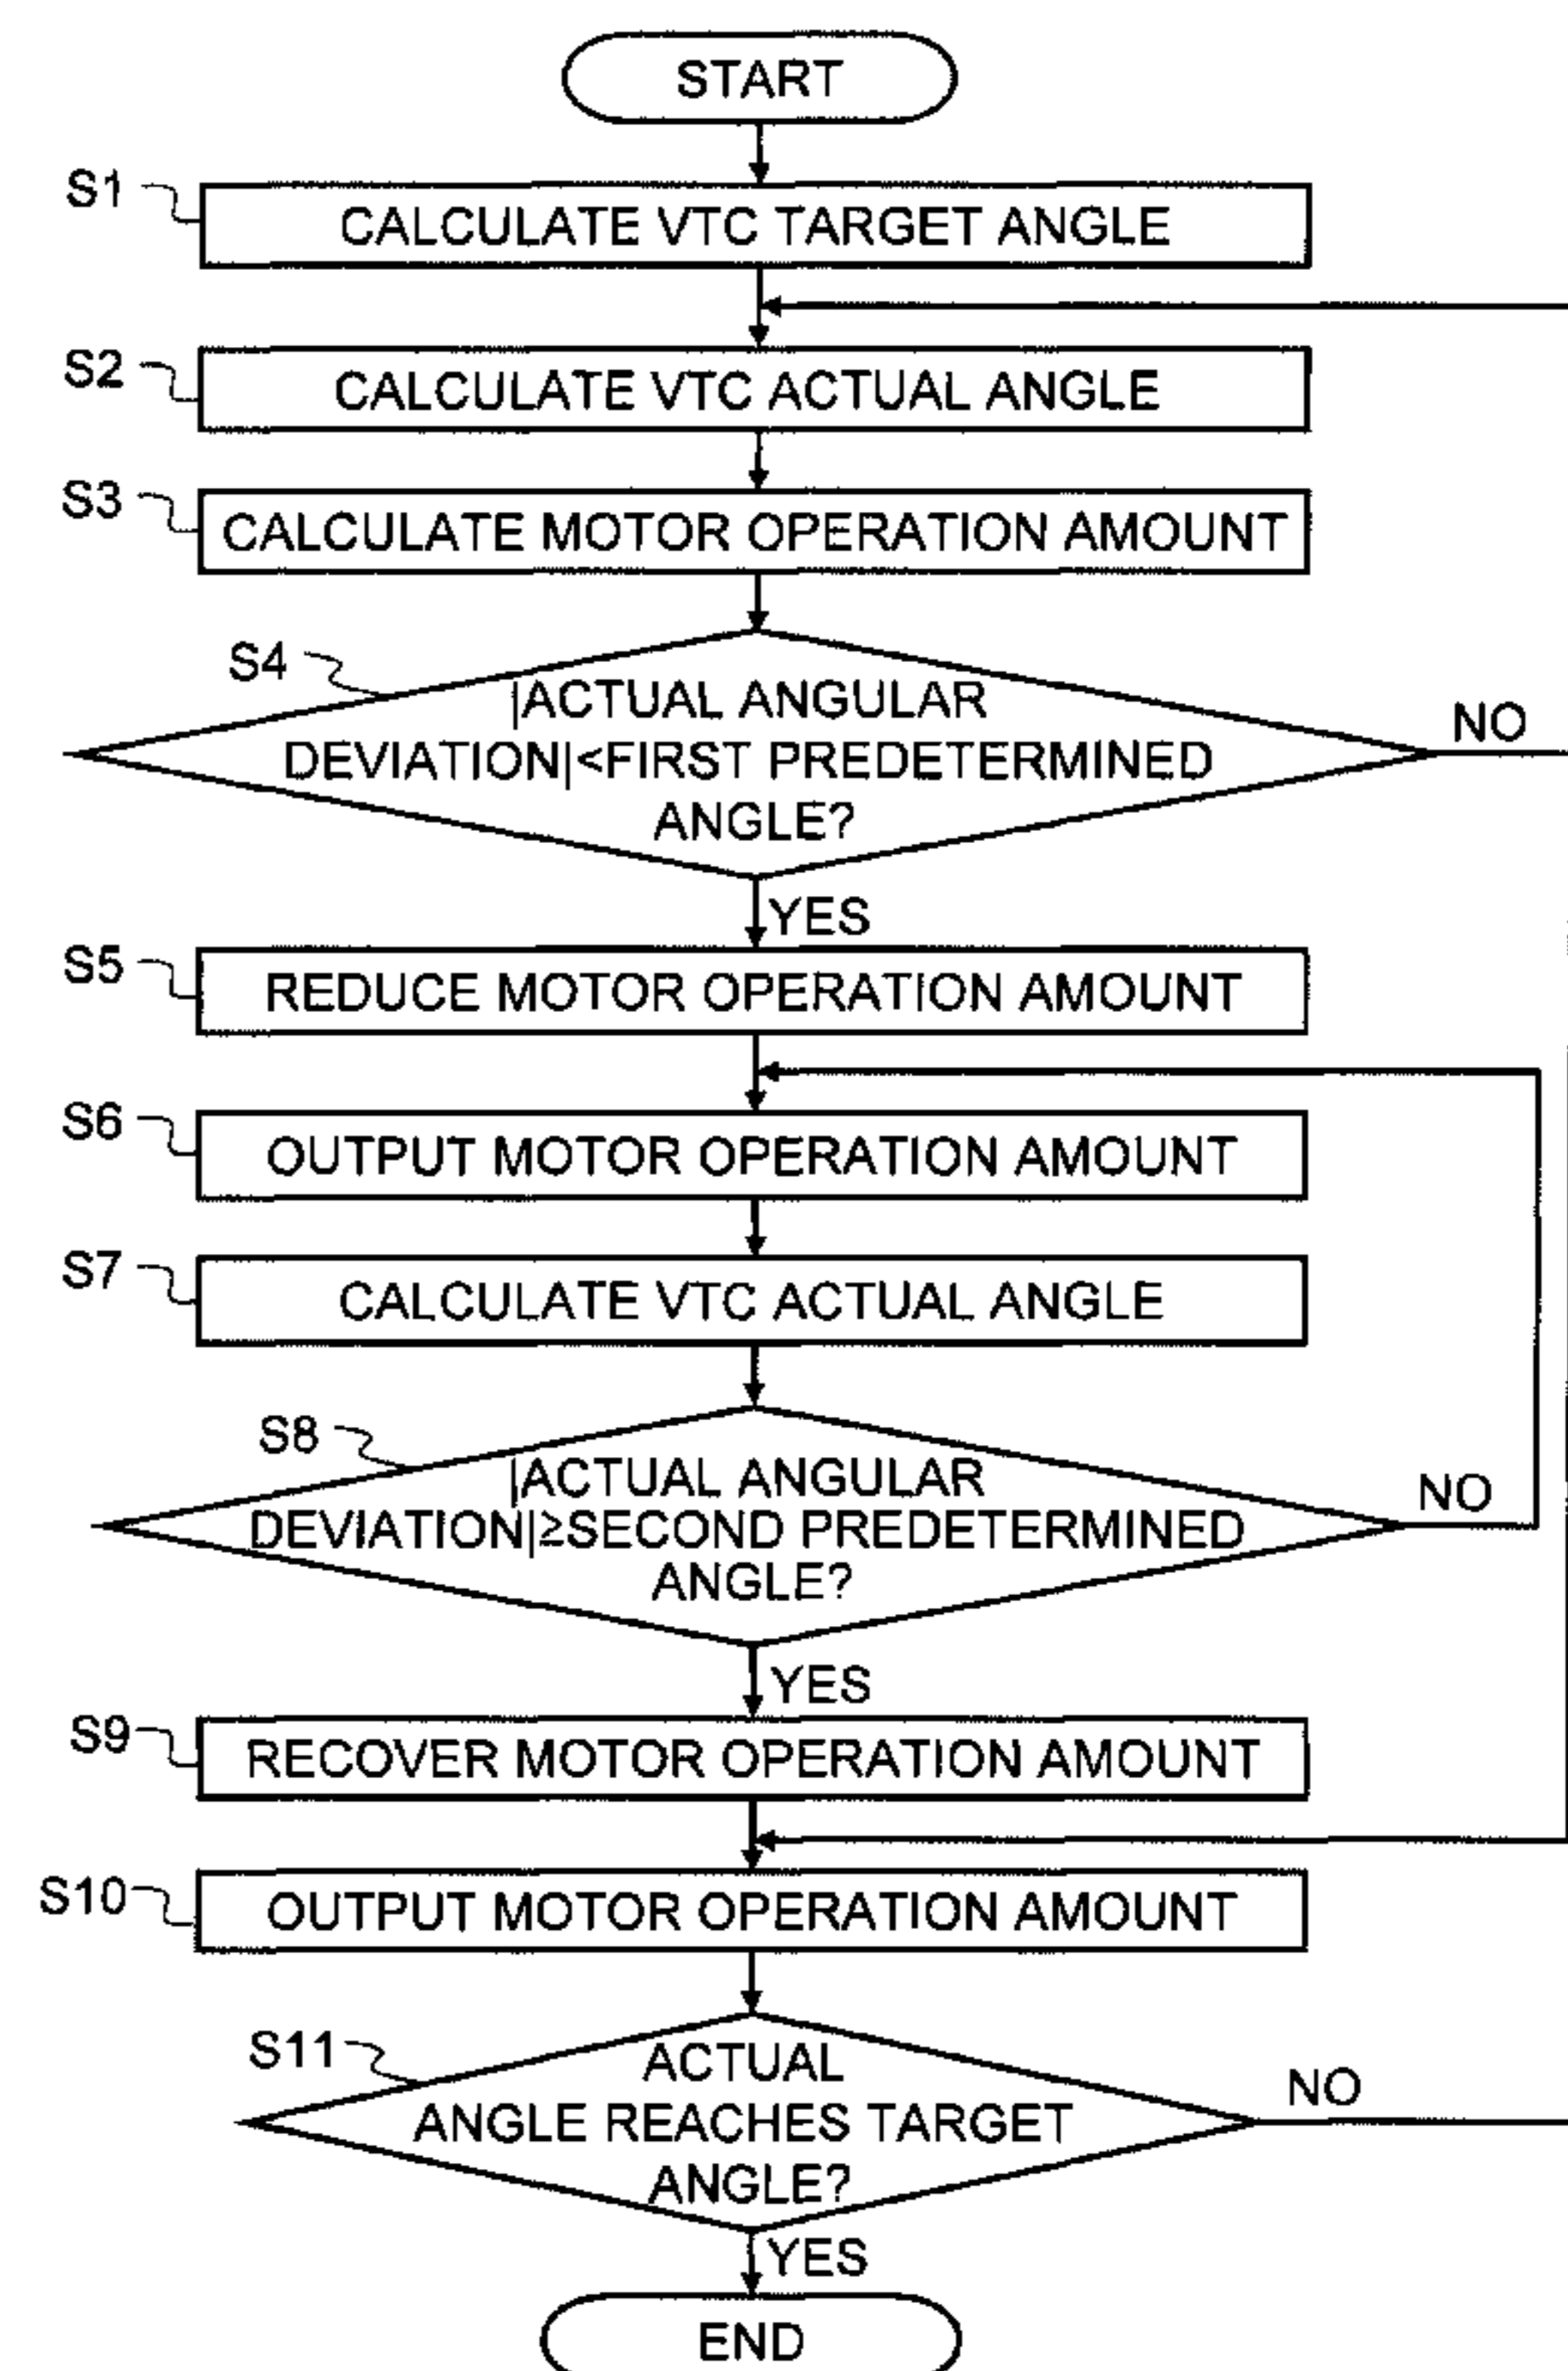 START
S1
CALCULATE VTC TARGET ANGLE
S2
CALCULATE VTC ACTUAL ANGLE
S3
CALCULATE MOTOR OPERATION AMOUNT
S4
|ACTUAL ANGULAR
DEVIATION|<FIRST PREDETERMINED
ANGLE?
NO
YES
S5
REDUCE MOTOR OPERATION AMOUNT
S6
OUTPUT MOTOR OPERATION AMOUNT
S7
CALCULATE VTC ACTUAL ANGLE
S8
|ACTUAL ANGULAR
DEVIATION|≥SECOND PREDETERMINED
ANGLE?
NO
YES
S9
RECOVER MOTOR OPERATION AMOUNT
S10
OUTPUT MOTOR OPERATION AMOUNT
S11
ACTUAL
ANGLE REACHES TARGET
ANGLE?
NO
YES
END